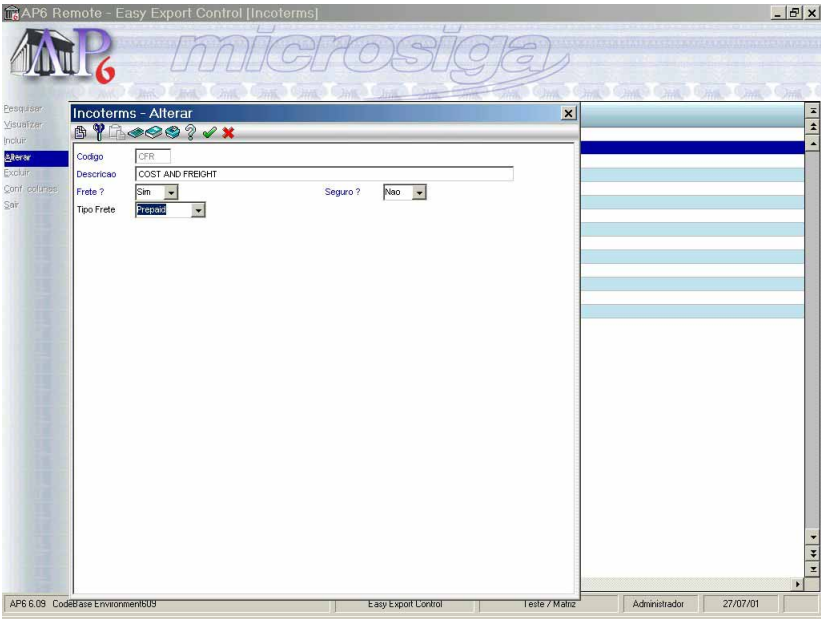 AP6 Remote - Easy Export Control [Incoterms]
AP6
microsiga
Pesquisar
Visualizar
Incluir
Alterar
Excluir
Conf. colunas
Sair
Incoterms - Alterar
Codigo CFR
Descricao COST AND FREIGHT
Frete ? Sim Seguro ? Nao
Tipo Frete Prepaid
AP6 6.09 CodeBase Environment609 Easy Export Control Teste / Matriz Administrador 27/07/01